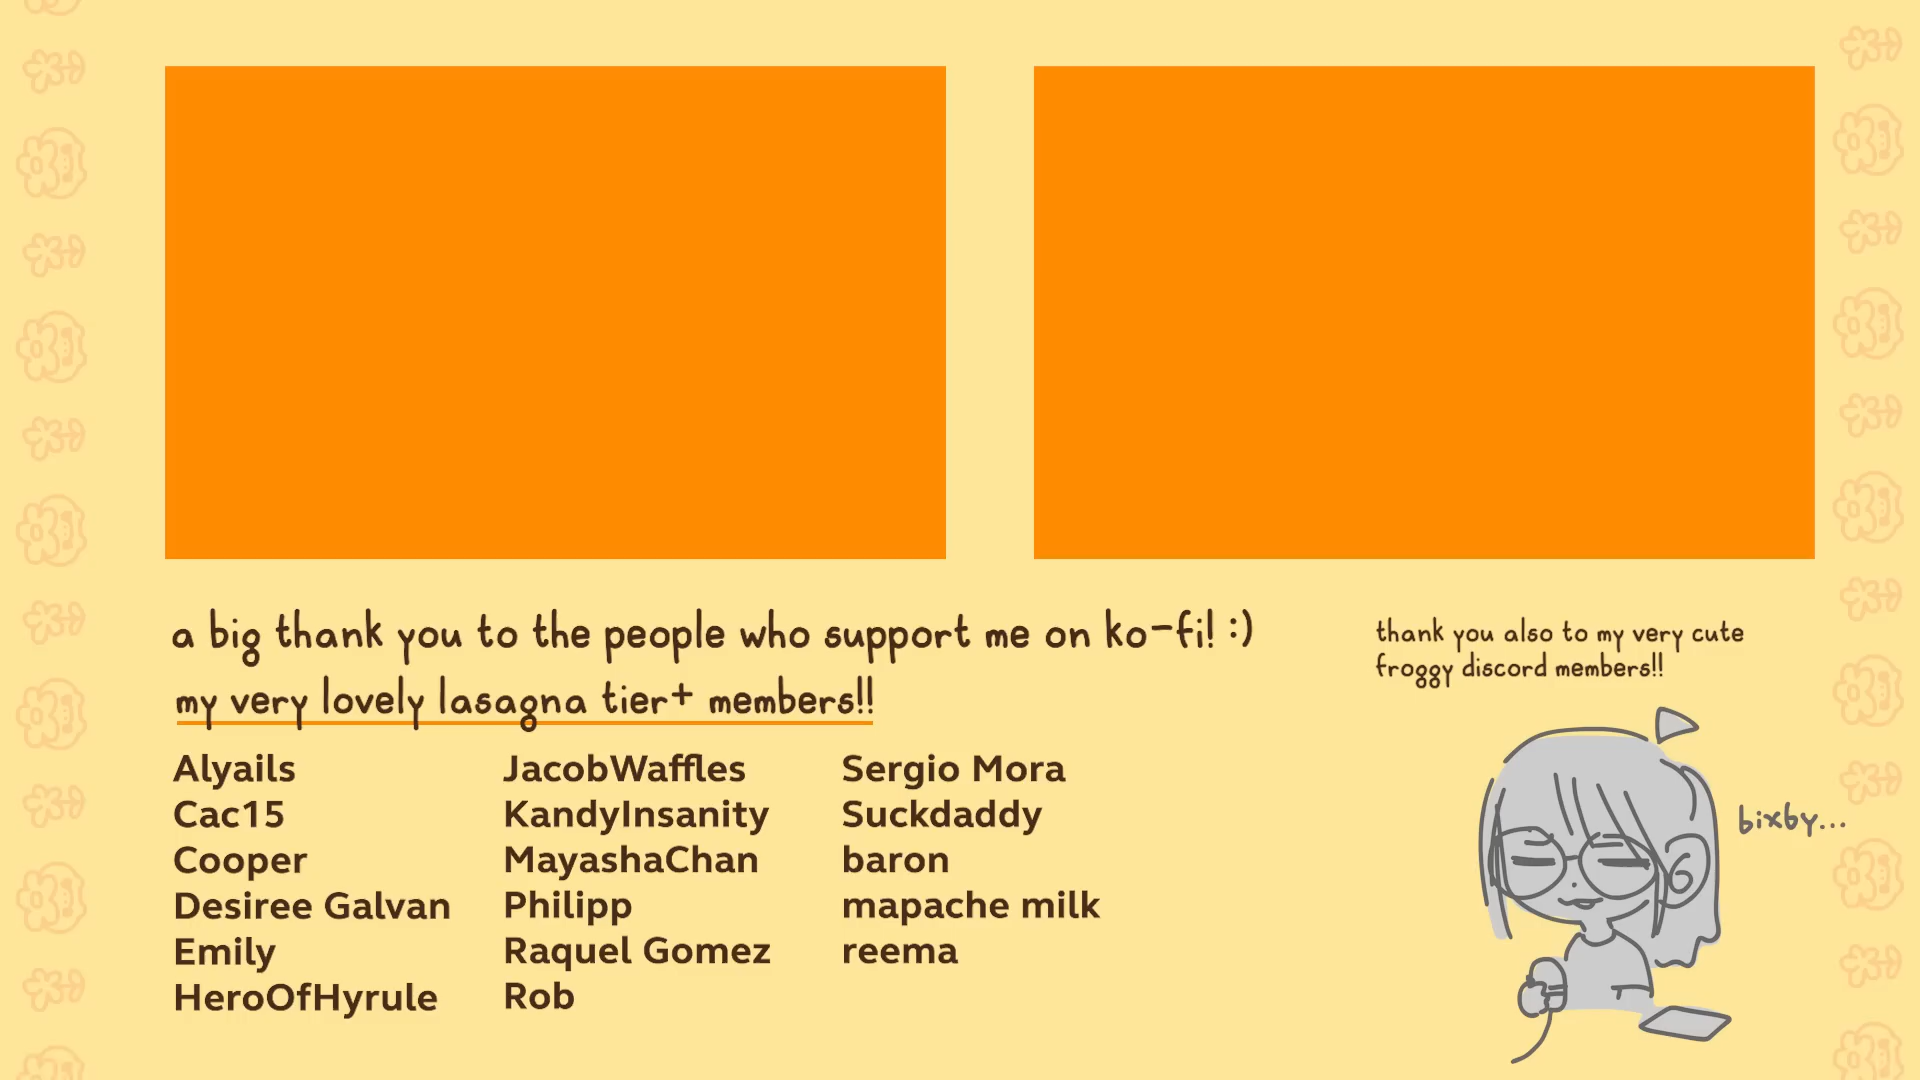 a big thank you to the people who support me on ko-fi! :)
my very lovely lasagna tier+ members!!
Alyails
Cac15
Cooper
Desiree Galvan
Emily
HeroOfHyrule
JacobWaffles
KandyInsanity
MayashaChan
Philipp
Raquel Gomez
Rob
Sergio Mora
Suckdaddy
baron
mapache milk
reema
thank you also to my very cute
froggy discord members!!
bixby...